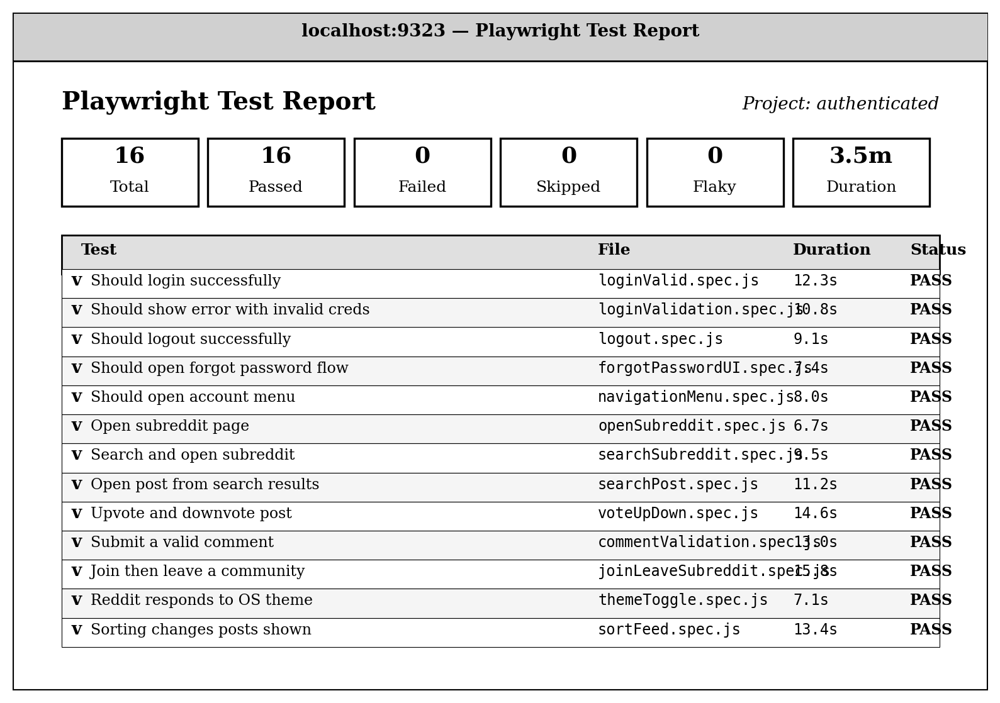 localhost:9323 — Playwright Test Report
Playwright Test Report Project: authenticated
16 16 0 0 0 3.5m
Total Passed Failed Skipped Flaky Duration
Test File Duration Status
v Should login successfully loginValid.spec.js 12.3s PASS
v Should show error with invalid creds loginValidation.spec.js 10.8s PASS
v Should logout successfully logout.spec.js 9.1s PASS
v Should open forgot password flow forgotPasswordUI.spec.js 7.4s PASS
v Should open account menu navigationMenu.spec.js 8.0s PASS
v Open subreddit page openSubreddit.spec.js 6.7s PASS
v Search and open subreddit searchSubreddit.spec.js 9.5s PASS
v Open post from search results searchPost.spec.js 11.2s PASS
v Upvote and downvote post voteUpDown.spec.js 14.6s PASS
v Submit a valid comment commentValidation.spec.js 13.0s PASS
v Join then leave a community joinLeaveSubreddit.spec.js 15.8s PASS
v Reddit responds to OS theme themeToggle.spec.js 7.1s PASS
v Sorting changes posts shown sortFeed.spec.js 13.4s PASS